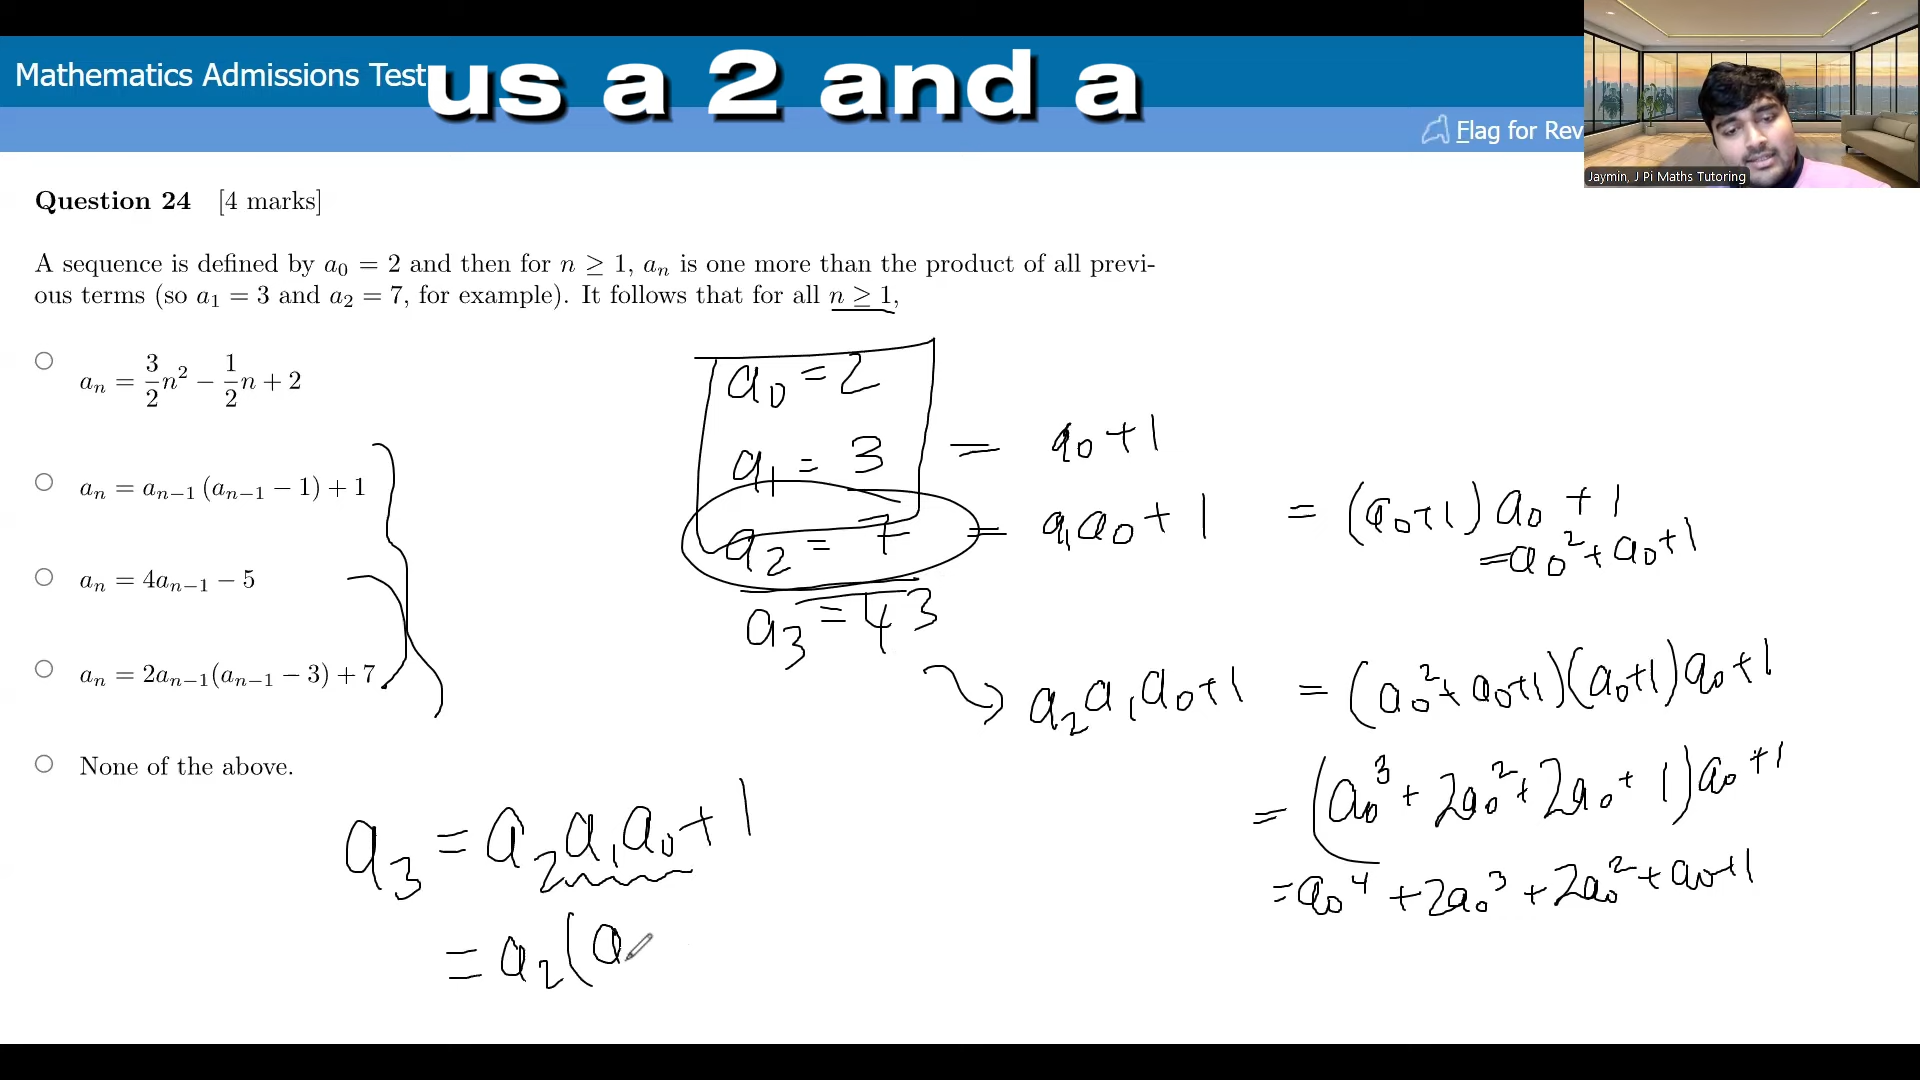 Mathematics Admissions Test
us a 2 and a
Flag for Rev
Jaymin, J Pi Maths Tutoring
Question 24 [4 marks]
A sequence is defined by a₀ = 2 and then for n ≥ 1, aₙ is one more than the product of all previ-
ous terms (so a₁ = 3 and a₂ = 7, for example). It follows that for all n ≥ 1,
aₙ = 3/2 n² − 1/2 n + 2
aₙ = aₙ₋₁ (aₙ₋₁ − 1) + 1
aₙ = 4aₙ₋₁ − 5
aₙ = 2aₙ₋₁(aₙ₋₁ − 3) + 7
None of the above.
a₀ = 2
a₁ = 3 = a₀+1
a₂ = 7 = a₁a₀+1 = (a₀+1)a₀+1
= a₀²+a₀+1
a₃ = 43
a₂a₁a₀+1 = (a₀²+a₀+1)(a₀+1)a₀+1
= (a₀³+2a₀²+2a₀+1)a₀+1
= a₀⁴+2a₀³+2a₀²+a₀+1
a₃ = a₂a₁a₀+1
= a₂(a